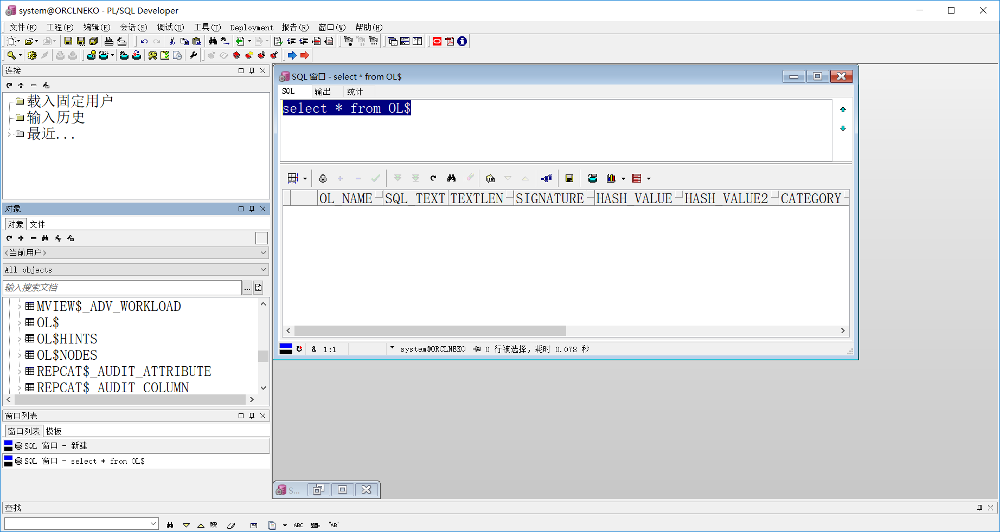 system@ORCLNEKO - PL/SQL Developer
文件(F) 工程(P) 编辑(E) 会话(S) 调试(D) 工具(T) Deployment 报告(R) 窗口(W) 帮助(H)
连接
载入固定用户
输入历史
最近...
对象
对象 文件
<当前用户>
All objects
输入搜索文档
...
MVIEW$_ADV_WORKLOAD
OL$
OL$HINTS
OL$NODES
REPCAT$_AUDIT_ATTRIBUTE
REPCAT$_AUDIT_COLUMN
窗口列表
窗口列表 模板
SQL 窗口 - 新建
SQL 窗口 - select * from OL$
SQL 窗口 - select * from OL$
SQL 输出 统计
select * from OL$
OL_NAME SQL_TEXT TEXTLEN SIGNATURE HASH_VALUE HASH_VALUE2 CATEGORY
& 1:1 system@ORCLNEKO 0 行被选择, 耗时 0.078 秒
S...
查找
ABC "AB"